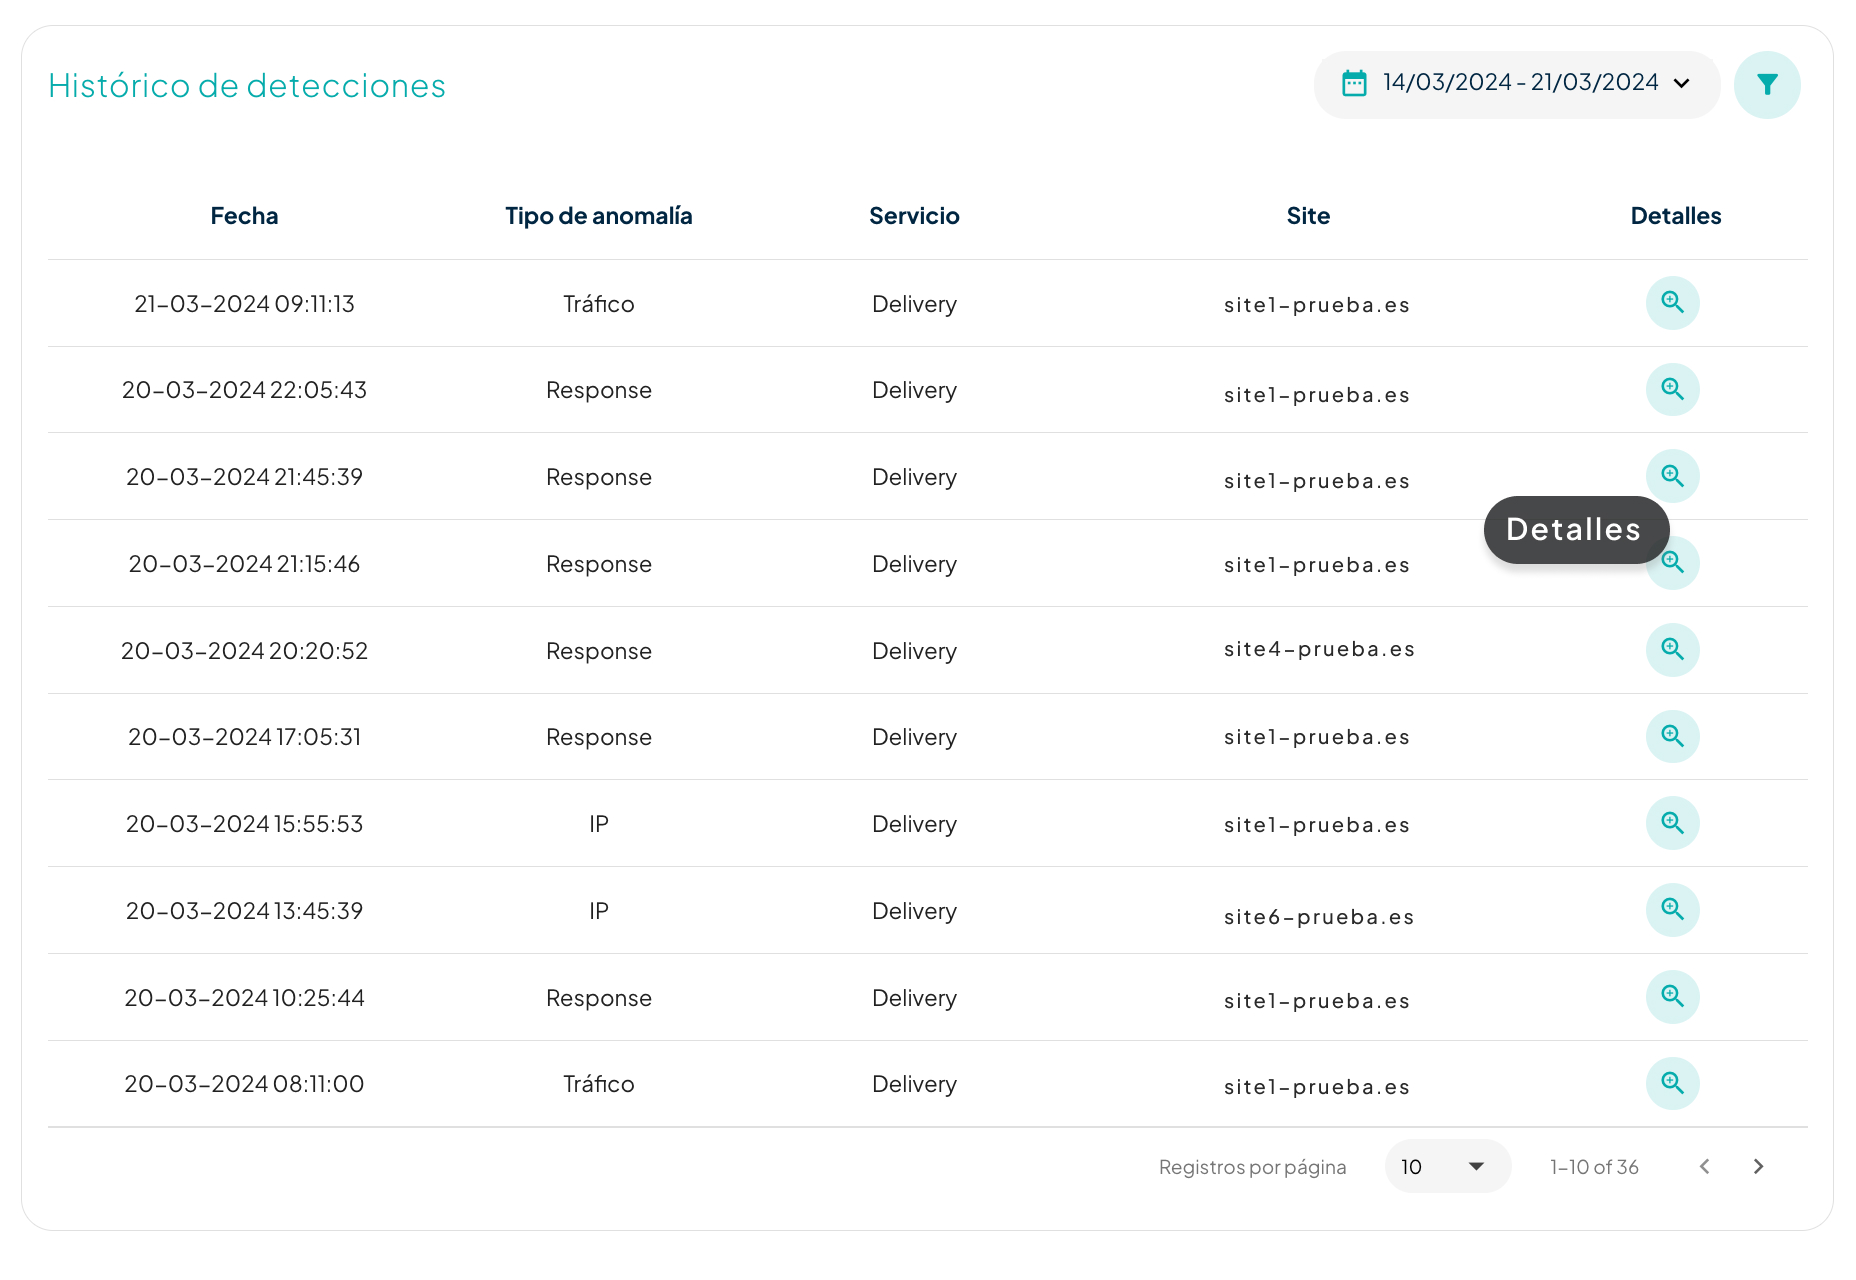 Histórico de detecciones
14/03/2024 - 21/03/2024
Fecha Tipo de anomalía Servicio Site Detalles
21-03-2024 09:11:13 Tráfico Delivery site1-prueba.es
20-03-2024 22:05:43 Response Delivery site1-prueba.es
20-03-2024 21:45:39 Response Delivery site1-prueba.es
Detalles
20-03-2024 21:15:46 Response Delivery site1-prueba.es
20-03-2024 20:20:52 Response Delivery site4-prueba.es
20-03-2024 17:05:31 Response Delivery site1-prueba.es
20-03-2024 15:55:53 IP Delivery site1-prueba.es
20-03-2024 13:45:39 IP Delivery site6-prueba.es
20-03-2024 10:25:44 Response Delivery site1-prueba.es
20-03-2024 08:11:00 Tráfico Delivery site1-prueba.es
Registros por página 10 1-10 of 36